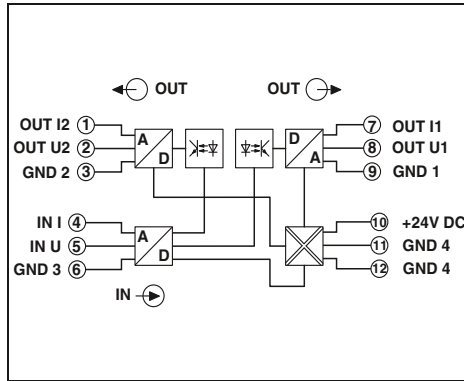 OUT OUT
OUT I2 1 A D D A 7 OUT I1
OUT U2 2 8 OUT U1
GND 2 3 9 GND 1
IN I 4 A D 10 +24V DC
IN U 5 11 GND 4
GND 3 6 12 GND 4
IN